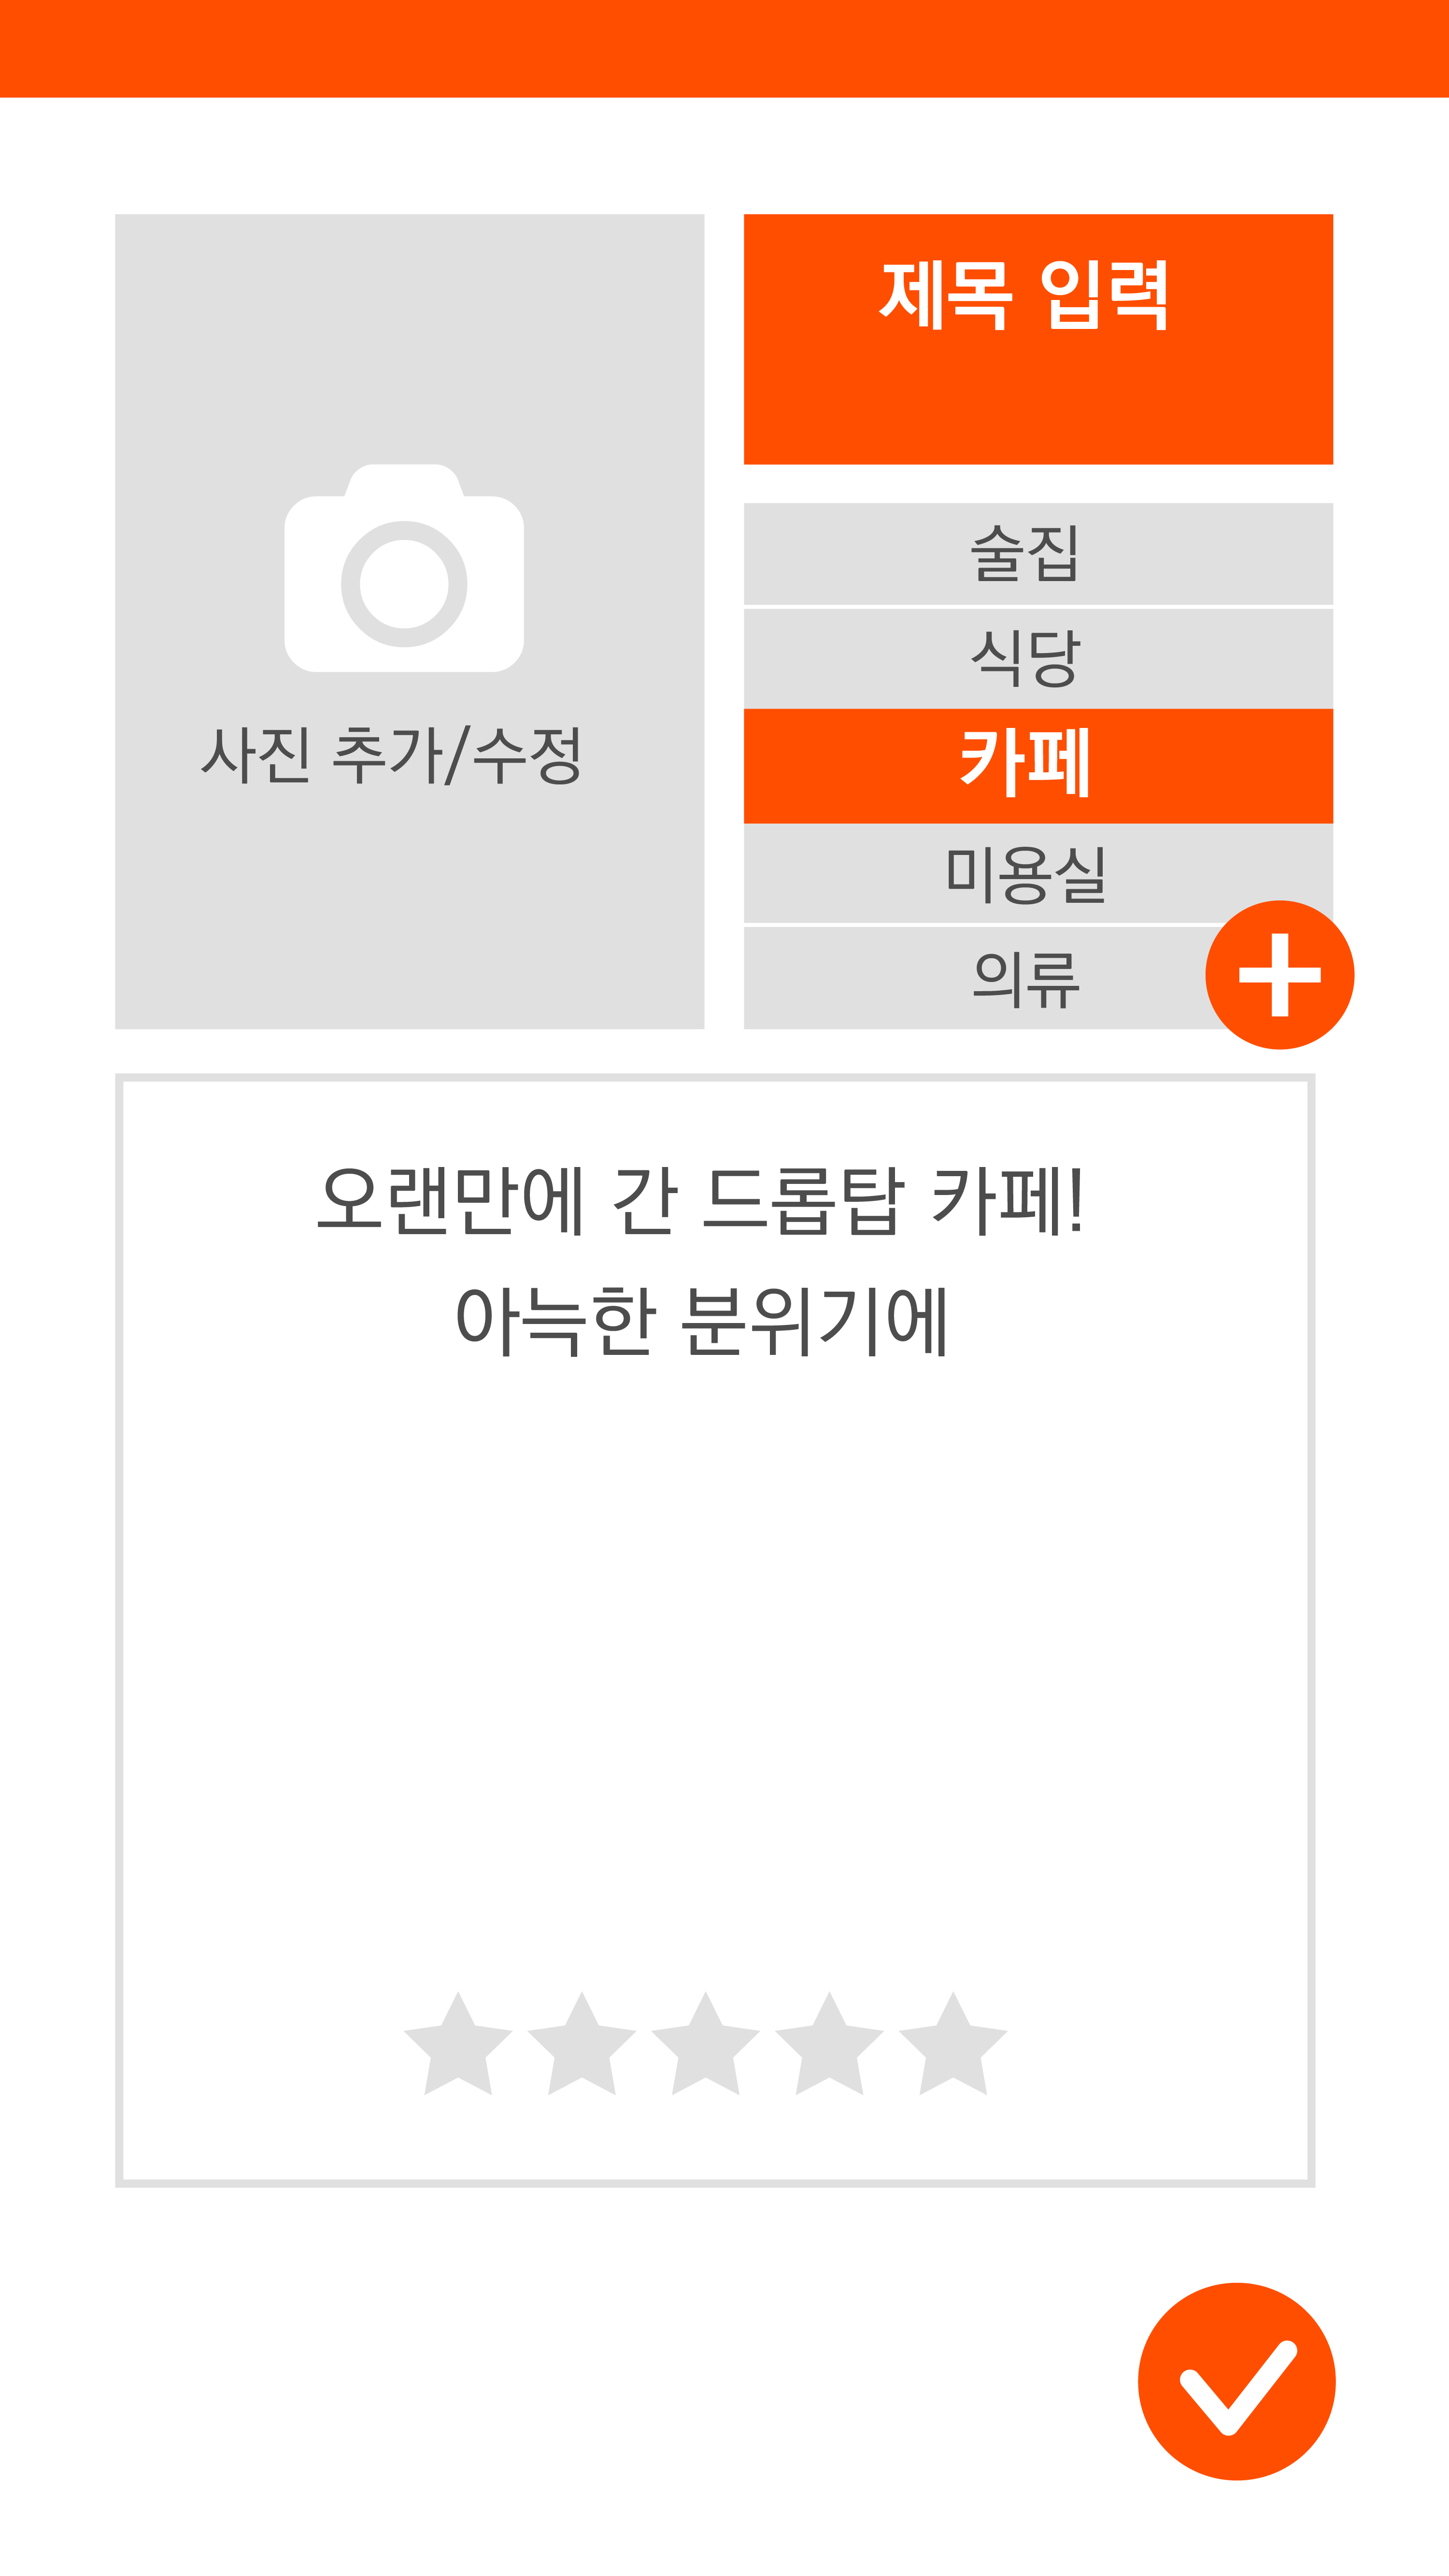 제목 입력
사진 추가/수정
술집
식당
카페
미용실
의류
오랜만에 간 드롭탑 카페!
아늑한 분위기에